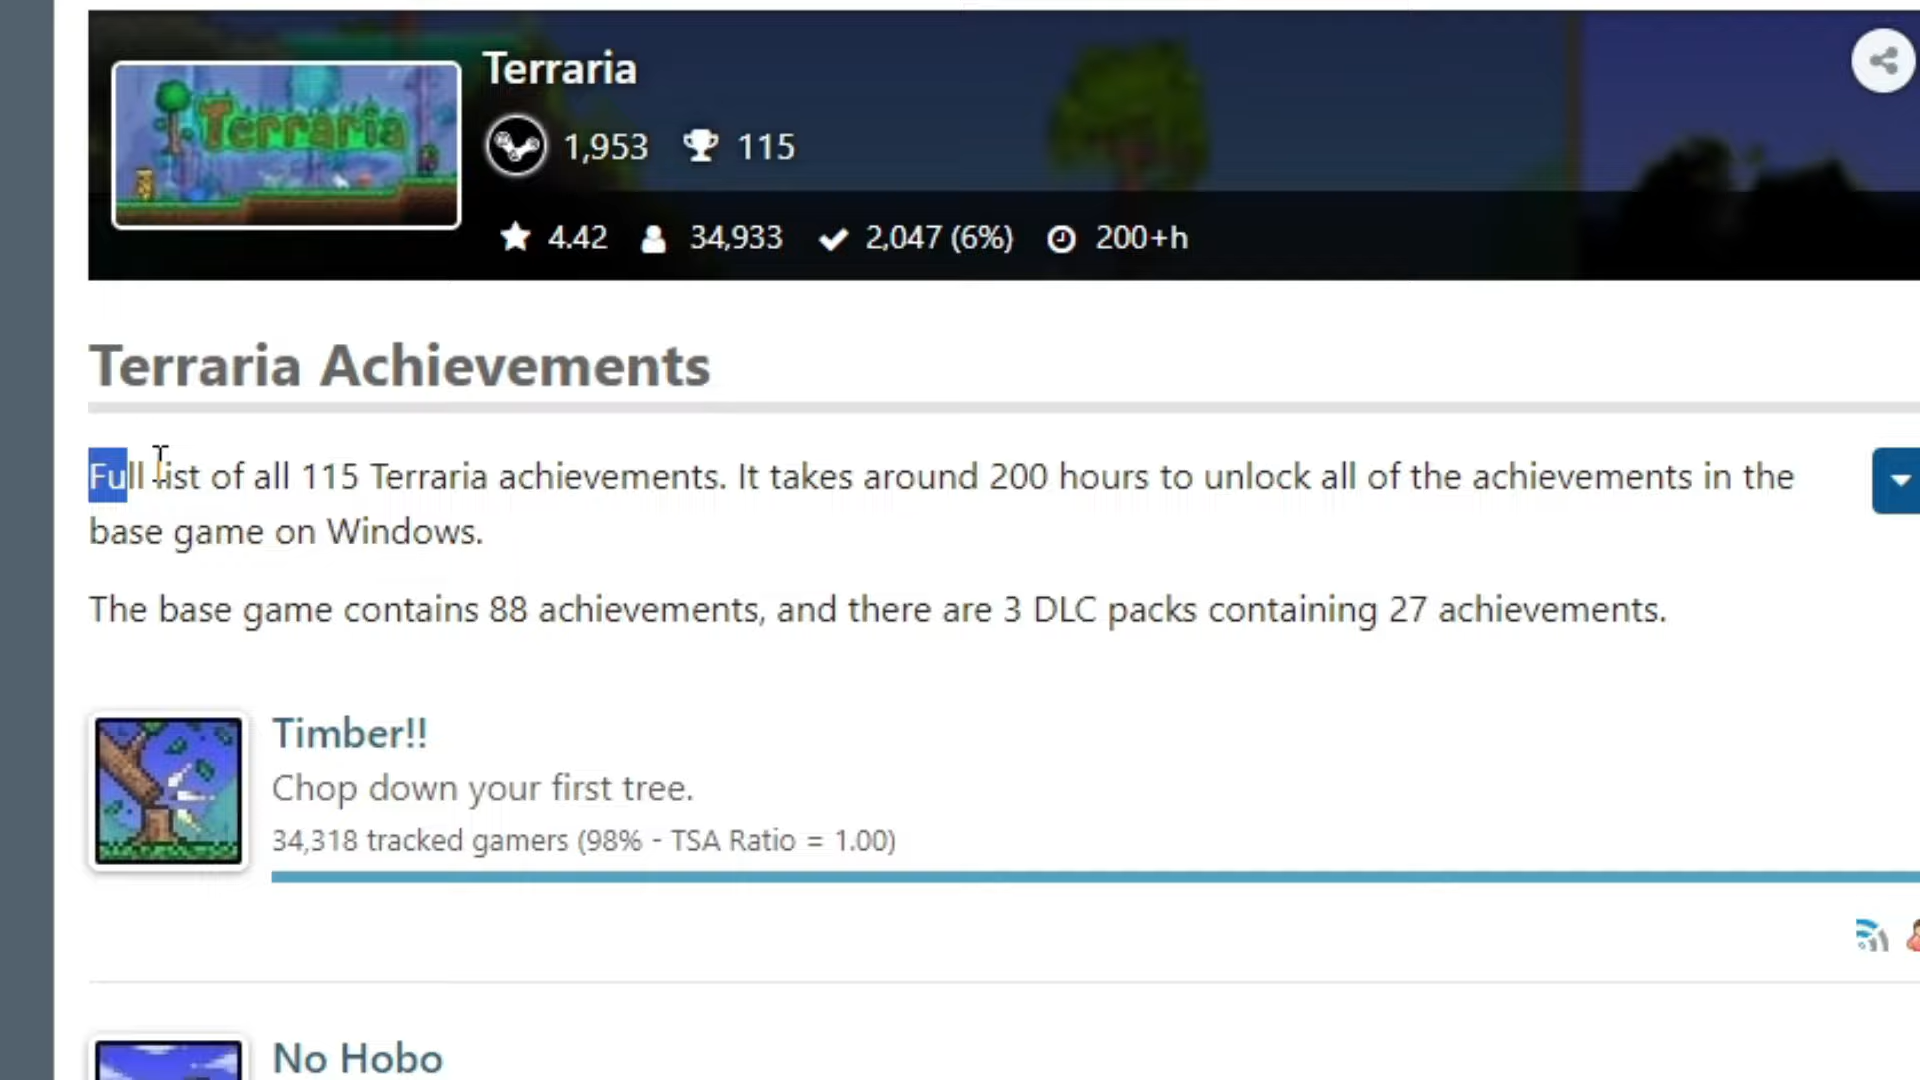 Terraria
Terraria
1,953 115
4.42 34,933 2,047 (6%) 200+h
Terraria Achievements
Full list of all 115 Terraria achievements. It takes around 200 hours to unlock all of the achievements in the
base game on Windows.
The base game contains 88 achievements, and there are 3 DLC packs containing 27 achievements.
Timber!!
Chop down your first tree.
34,318 tracked gamers (98% - TSA Ratio = 1.00)
No Hobo